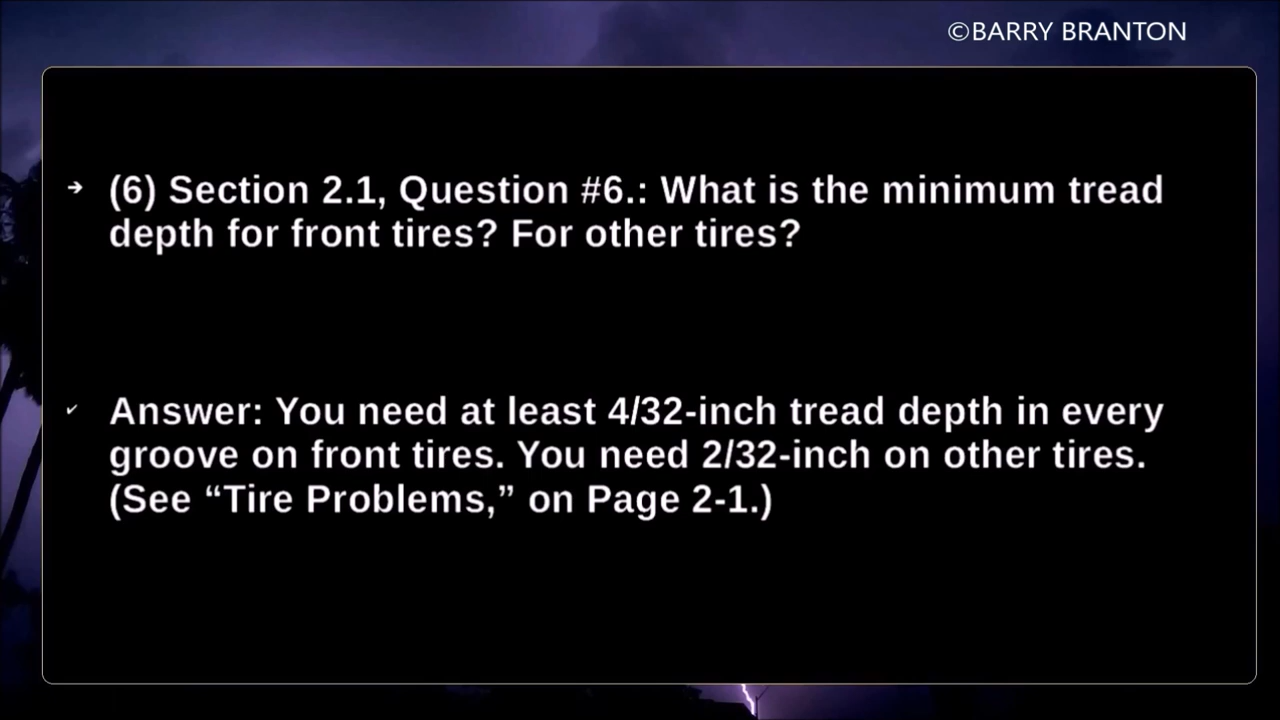 ©BARRY BRANTON
(6) Section 2.1, Question #6.: What is the minimum tread
depth for front tires? For other tires?
Answer: You need at least 4/32-inch tread depth in every
groove on front tires. You need 2/32-inch on other tires.
(See “Tire Problems,” on Page 2-1.)